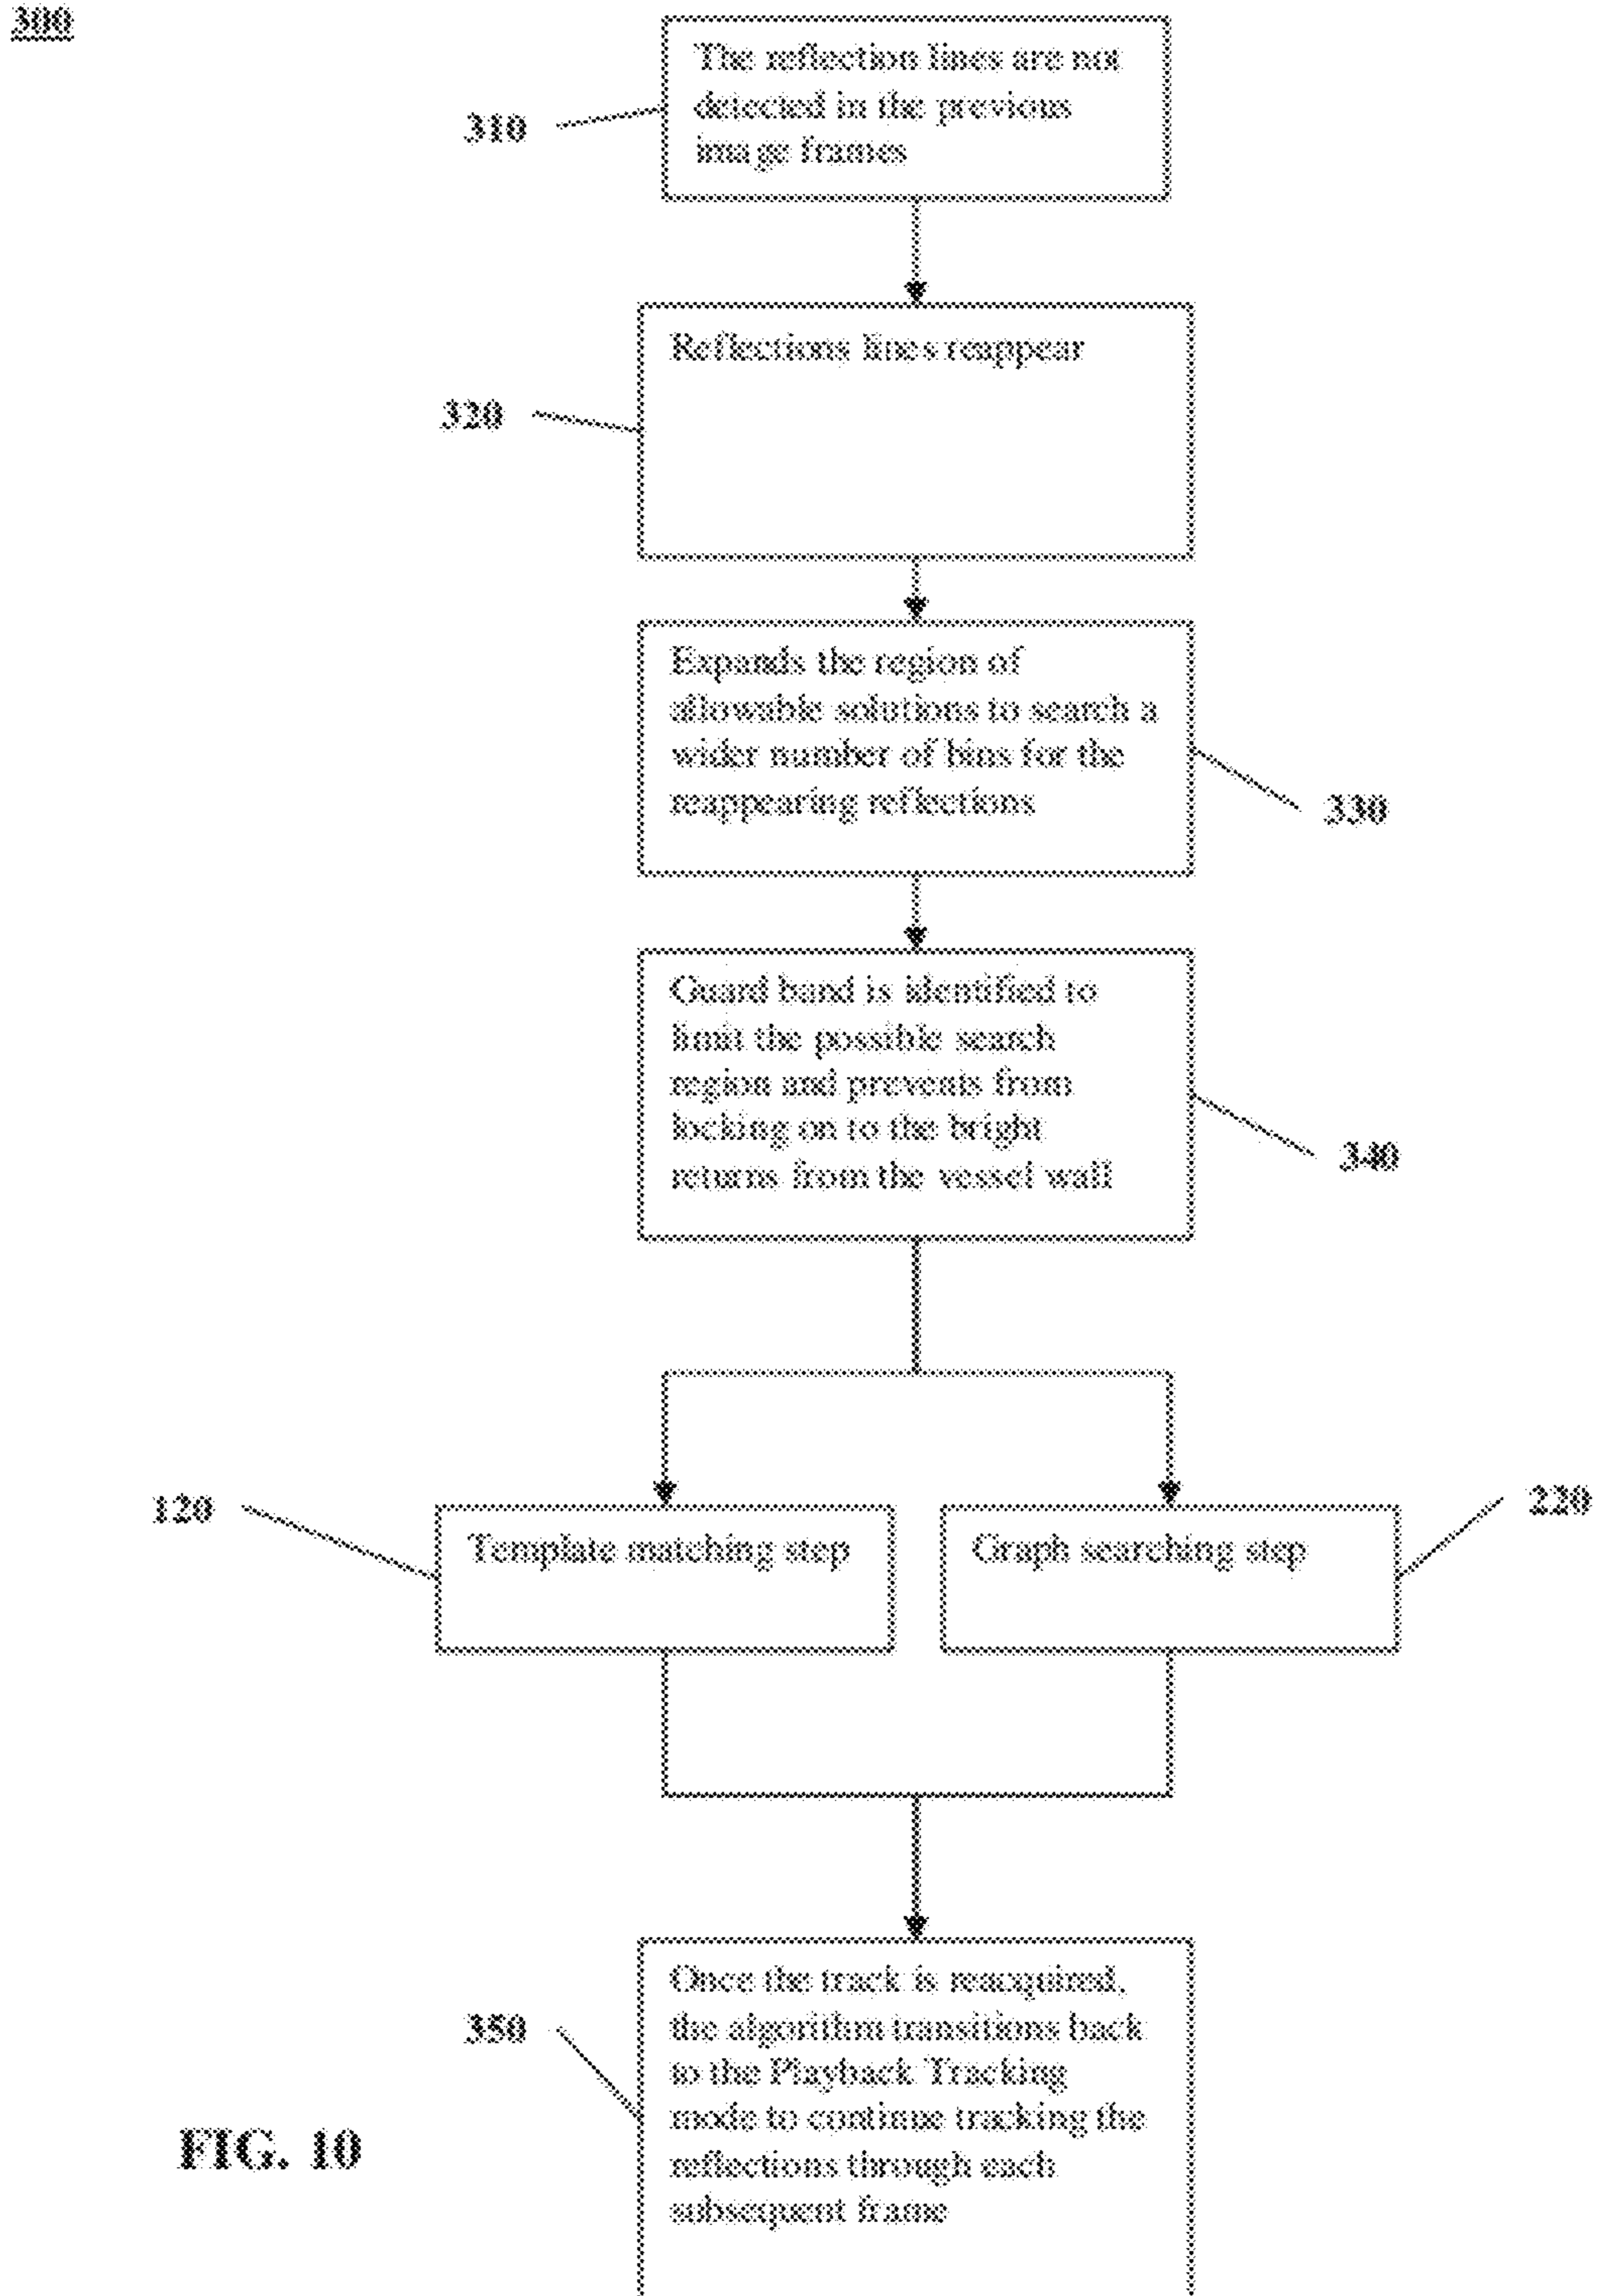 300
310
The reflection lines are not
detected in the previous
image frames
320
Reflections lines reappear
Expands the region of
allowable solutions to search a
wider number of bins for the
reappearing reflections
330
Guard band is identified to
limit the possible search
region and prevents from
locking on to the bright
returns from the vessel wall
340
120
Template matching step
Graph searching step
220
350
Once the track is reacquired,
the algorithm transitions back
to the Playback Tracking
mode to continue tracking the
reflections through each
subsequent frame
FIG. 10